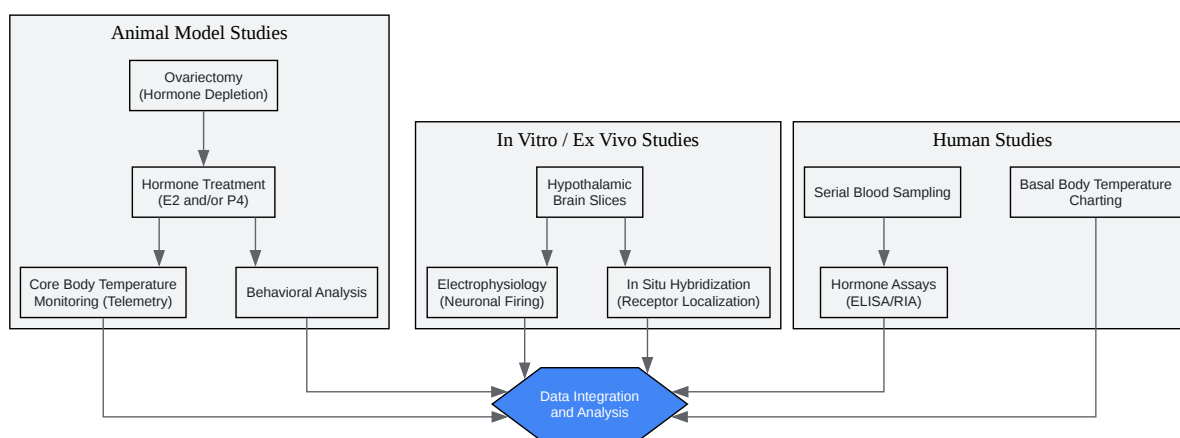 Animal Model Studies
Ovariectomy
(Hormone Depletion)
Hormone Treatment
(E2 and/or P4)
Core Body Temperature
Monitoring (Telemetry)
Behavioral Analysis
In Vitro / Ex Vivo Studies
Hypothalamic
Brain Slices
Electrophysiology
(Neuronal Firing)
In Situ Hybridization
(Receptor Localization)
Human Studies
Serial Blood Sampling
Basal Body Temperature
Charting
Hormone Assays
(ELISA/RIA)
Data Integration
and Analysis